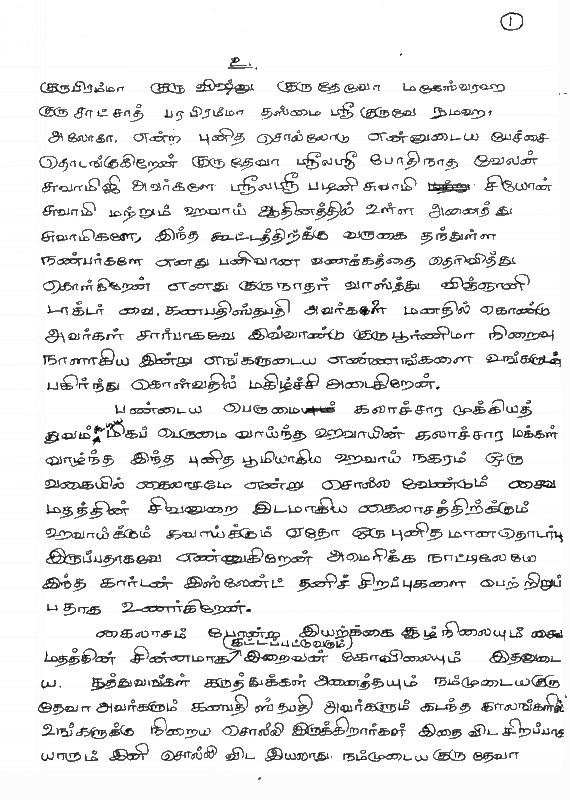 1
உ.
குருபிரம்மா குரு விஷ்னு குருதேவோ மகேஸ்வரஹ
குரு சாட்சாத் பரபிரம்மா தஸ்மை ஸ்ரீ குருவே நமஹ,
அலோகா, என்ற புனித சொல்லோடு என்னுடைய பேச்சை
தொடங்குகிறேன் குருதேவா ஸ்ரீலஸ்ரீ போதிநாத வேலன்
சுவாமிஜி அவர்களே ஸ்ரீலஸ்ரீ பழனி சுவாமி சியோன்
சுவாமி மற்றும் ஹவாய் ஆதினத்தில் உள்ள அனைத்து
சுவாமிகளே, இந்த கூட்டத்திற்க்கு வருகை தந்துள்ள
நண்பர்களே எனது பணிவான வணக்கத்தை தெரிவித்து
கொள்கிறேன் எனது குருநாதர் வாஸ்த்து விஞ்ஞானி
டாக்டர் வை. கணபதிஸ்தபதி அவர்களை மனதில் கொண்டு
அவர்கள் சார்பாகவே இவ்வாண்டு குருபூர்ணிமா நிறைவு
நாளாகிய இன்று எங்களுடைய எண்ணங்களை உங்களுடன்
பகிர்ந்து கொள்வதில் மகிழ்ச்சி அடைகிறேன்.
பண்டைய பெருமை கலாச்சார முக்கியத்
துவம் மிகப் பெருமை வாய்ந்த ஹவாயின் கலாச்சார மக்கள்
வாழ்ந்த இந்த புனித பூமியாகிய ஹவாய் நகரம் ஒரு
வகையில் கைலாசமே என்று சொல்ல வேண்டும் சைவ
மதத்தின் சிவனுறை இடமாகிய கைலாசத்திற்க்கும்
ஹவாய்க்கும் கவாய்க்கும் ஏதோ ஒரு புனிதமான தொடர்பு
இருப்பதாகவே எண்ணுகிறேன் அமெரிக்க நாட்டிலேயே
இந்த கார்டன் இஸ்லேண்ட் தனிச் சிறப்புகளை பெற்றிருப்
பதாக உணர்கிறேன்.
கைலாசம் போன்ற இயற்க்கை சூழ்நிலையும் சைவ
மதத்தின் சின்னமாக (கட்டப்பட்டுவரும்) இறைவன் கோவிலையும் இதனுடை
ய. தத்துவங்கள் கருத்துக்கள் அனைத்தயும் நம்முடைய குரு
தேவா அவர்களும் கணபதி ஸ்தபதி அவர்களும் கடந்த காலங்களில்
உங்களுக்கு நிறைய சொல்லி இருக்கிறார்கள் இதை விட சிறப்பாக
யாரும் இனி சொல்லி விட இயலாது. நம்முடைய குரு தேவா